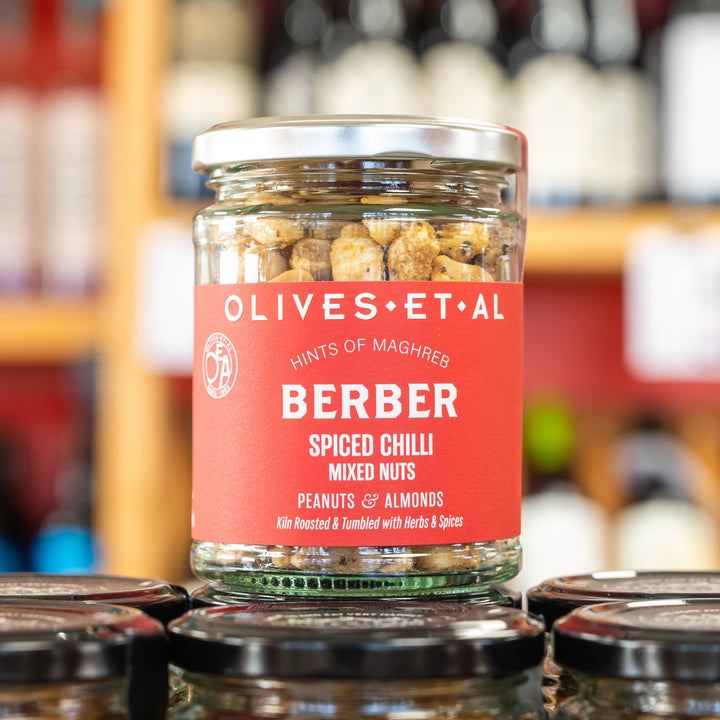 OLIVES•ET•AL
HINTS OF MAGHREB
OEA
BERBER
SPICED CHILLI
MIXED NUTS
PEANUTS & ALMONDS
Kiln Roasted & Tumbled with Herbs & Spices